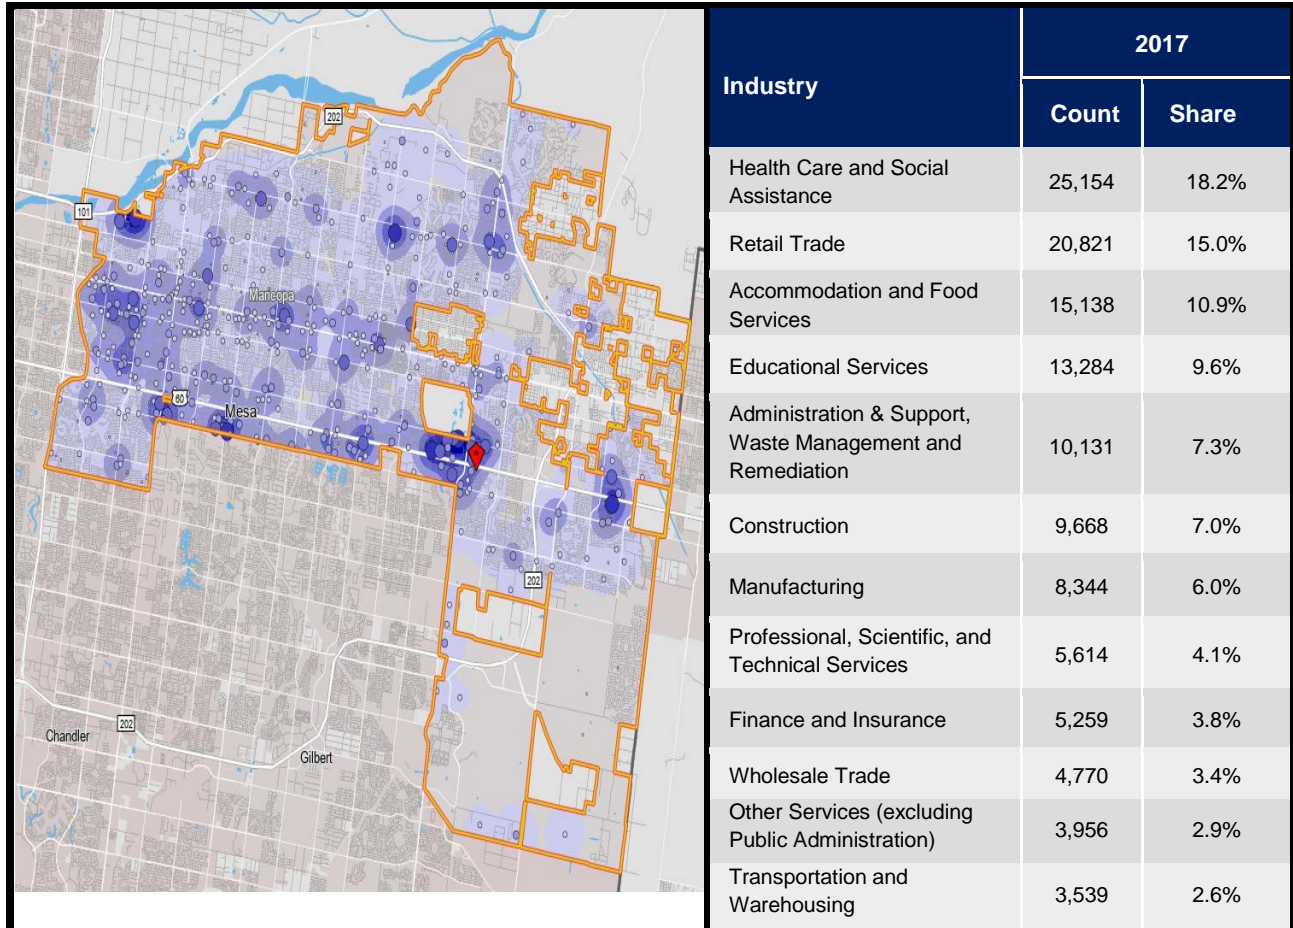 202
101
Maricopa
60
Mesa
202
202
Chandler
Gilbert
Industry
2017
Count Share
Health Care and Social
Assistance
25,154 18.2%
Retail Trade 20,821 15.0%
Accommodation and Food
Services
15,138 10.9%
Educational Services 13,284 9.6%
Administration & Support,
Waste Management and
Remediation
10,131 7.3%
Construction 9,668 7.0%
Manufacturing 8,344 6.0%
Professional, Scientific, and
Technical Services
5,614 4.1%
Finance and Insurance 5,259 3.8%
Wholesale Trade 4,770 3.4%
Other Services (excluding
Public Administration)
3,956 2.9%
Transportation and
Warehousing
3,539 2.6%